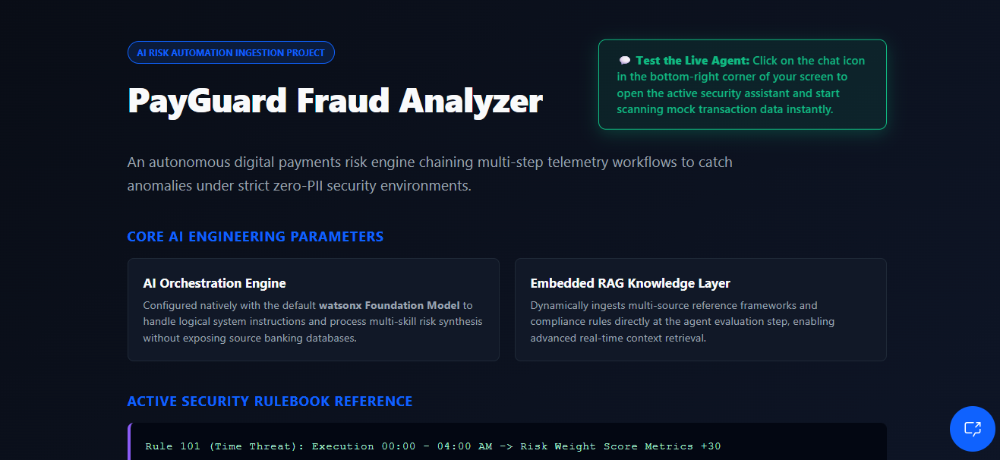 AI RISK AUTOMATION INGESTION PROJECT
PayGuard Fraud Analyzer
💬 Test the Live Agent: Click on the chat icon
in the bottom-right corner of your screen to
open the active security assistant and start
scanning mock transaction data instantly.
An autonomous digital payments risk engine chaining multi-step telemetry workflows to catch
anomalies under strict zero-PII security environments.
CORE AI ENGINEERING PARAMETERS
AI Orchestration Engine
Configured natively with the default watsonx Foundation Model to
handle logical system instructions and process multi-skill risk synthesis
without exposing source banking databases.
Embedded RAG Knowledge Layer
Dynamically ingests multi-source reference frameworks and
compliance rules directly at the agent evaluation step, enabling
advanced real-time context retrieval.
ACTIVE SECURITY RULEBOOK REFERENCE
Rule 101 (Time Threat): Execution 00:00 - 04:00 AM -> Risk Weight Score Metrics +30